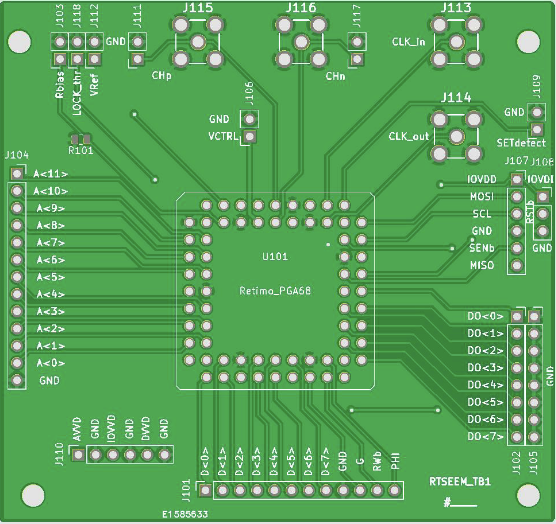 J103
J118
J112
J111
J115
J116
J117
J113
GND
CLK_in
Rbias
LOCK_thr
VRef
CHp
CHn
J106
J109
J114
GND
GND
VCTRL
CLK_out
SETdetect
R101
J104
J107
J108
A<11>
A<10>
A<9>
A<8>
A<7>
A<6>
A<5>
A<4>
A<3>
A<2>
A<1>
A<0>
GND
IOVDD
MOSI
SCL
GND
SENb
MISO
IOVDD
RSTb
GND
U101
Retimo_PGA68
DO<0>
DO<1>
DO<2>
DO<3>
DO<4>
DO<5>
DO<6>
DO<7>
GND
J102
J105
J110
AVVD
GND
IOVVD
GND
DVVD
GND
J101
D<0>
D<1>
D<2>
D<3>
D<4>
D<5>
D<6>
D<7>
GND
G
RWb
PHI
RTSEEM_TB1
#____
E1585633